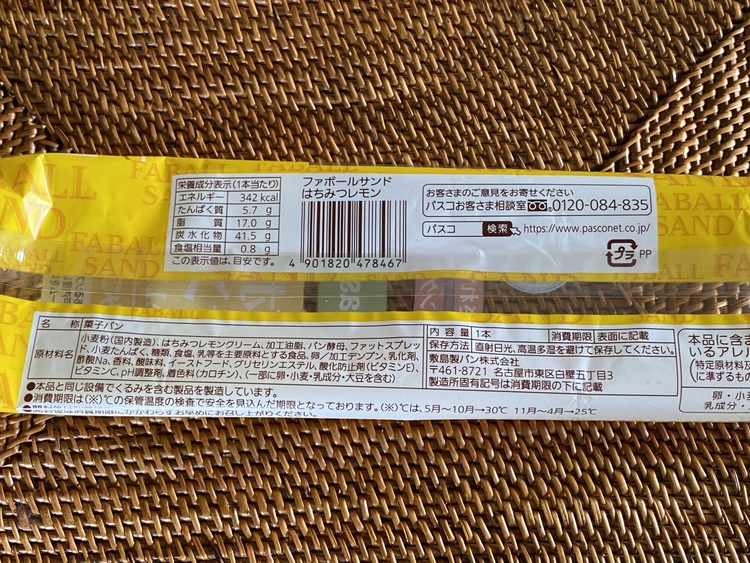 FABALL
SAND
FABALL
SAND
栄養成分表示(1本当たり)
エネルギー 342 kcal
たんぱく質 5.7 g
脂質 17.0 g
炭水化物 41.5 g
食塩相当量 0.8 g
この表示値は、目安です。
ファボールサンド
はちみつレモン
4 901820 478467
お客さまのご意見をお寄せください
パスコお客さま相談室 0120-084-835
パスコ 検索 https://www.pasconet.co.jp/
プラ PP
名称 菓子パン
原材料名 小麦粉(国内製造)、はちみつレモンクリーム、加工油脂、パン酵母、ファットスプレッ
ド、小麦たんぱく、糖類、食塩、乳等を主要原料とする食品、卵/加工デンプン、乳化剤、
酢酸Na、香料、酸味料、イーストフード、グリセリンエステル、酸化防止剤(ビタミンE)、
ビタミンC、pH調整剤、着色料(カロチン)、(一部に卵・小麦・乳成分・大豆を含む)
内容量 1本 消費期限 表面に記載
保存方法 直射日光、高温多湿を避けて保存してください。
敷島製パン株式会社
〒461-8721 名古屋市東区白壁五丁目3
製造所固有記号は消費期限の下に記載
●本品と同じ設備でくるみを含む製品を製造しています。
●消費期限は(※)℃の保管温度の検査で安全を見込んだ期限となっております。(※)℃は、5月〜10月→30℃ 11月〜4月→25℃
本品に含ま
いるアレル
(特定原材料及
に準ずるもの
卵・小麦
乳成分・